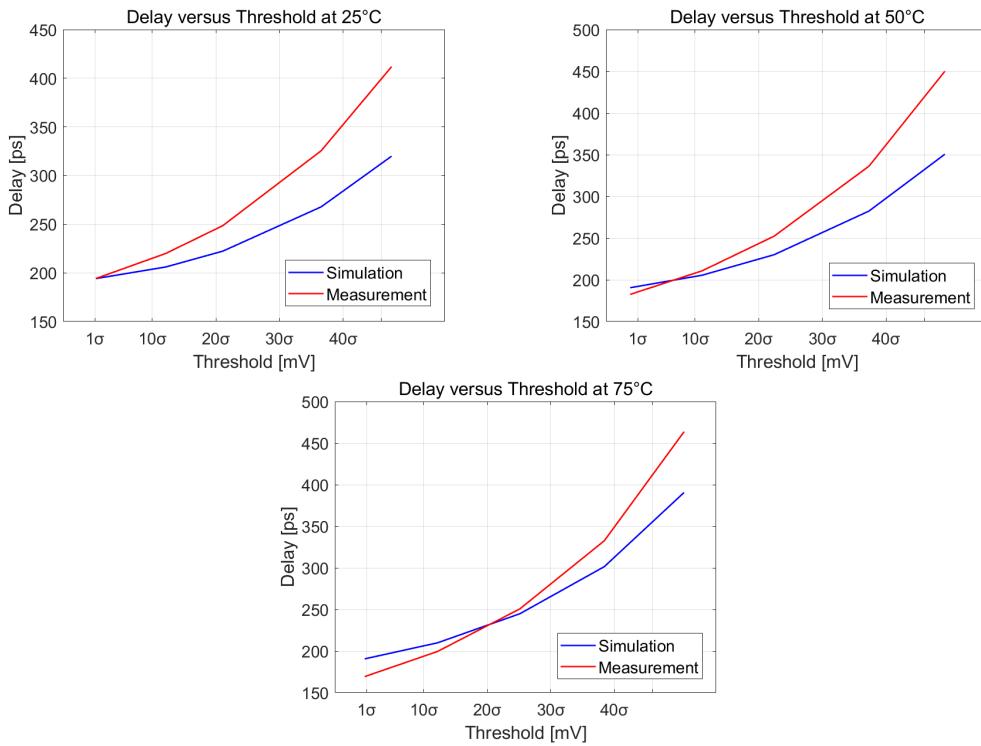 Delay versus Threshold at 25°C
450
400
350
300
250
200
150
Delay [ps]
1σ 10σ 20σ 30σ 40σ
Threshold [mV]
Simulation
Measurement
Delay versus Threshold at 50°C
500
450
400
350
300
250
200
150
Delay [ps]
1σ 10σ 20σ 30σ 40σ
Threshold [mV]
Simulation
Measurement
Delay versus Threshold at 75°C
500
450
400
350
300
250
200
150
Delay [ps]
1σ 10σ 20σ 30σ 40σ
Threshold [mV]
Simulation
Measurement